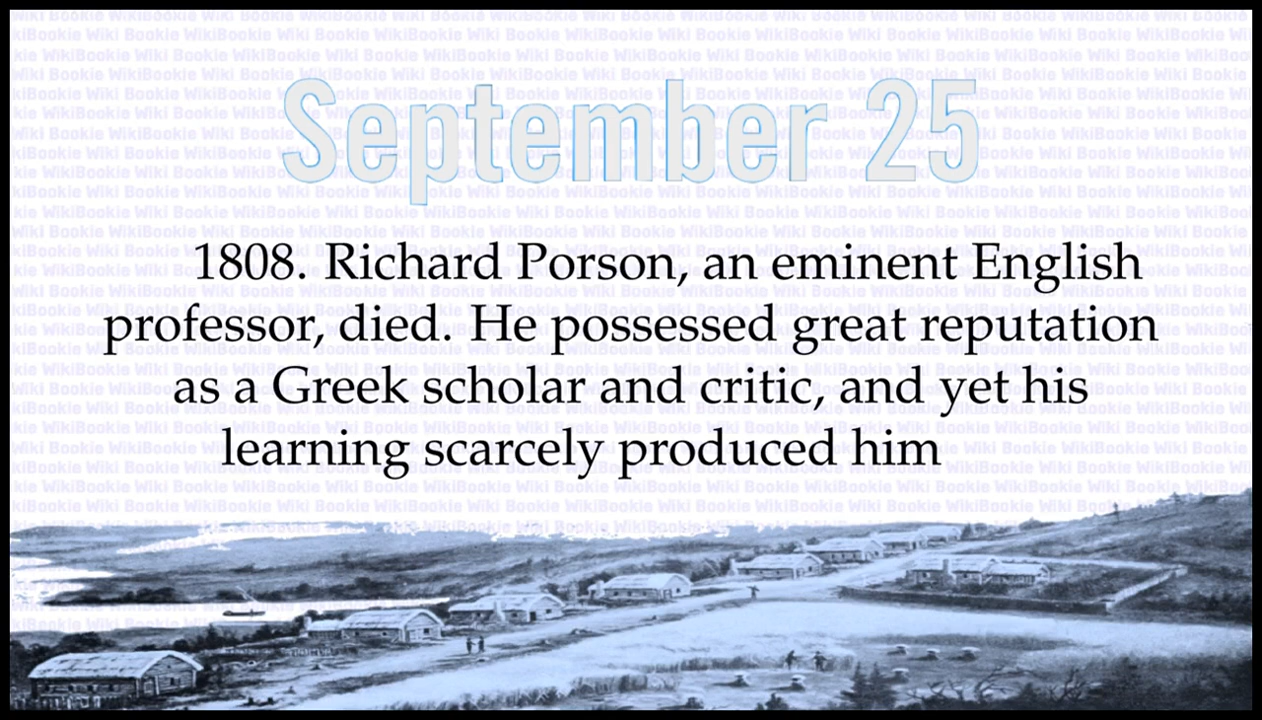 September 25
1808. Richard Porson, an eminent English
professor, died. He possessed great reputation
as a Greek scholar and critic, and yet his
learning scarcely produced him